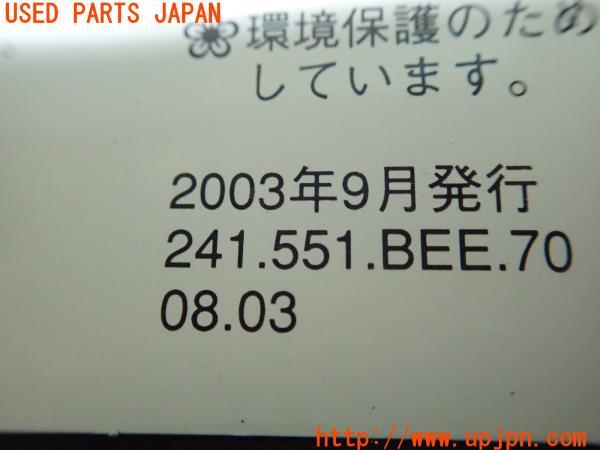 USED PARTS JAPAN
環境保護のため
しています。
2003年9月発行
241.551.BEE.70
08.03
http://www.upjpn.com